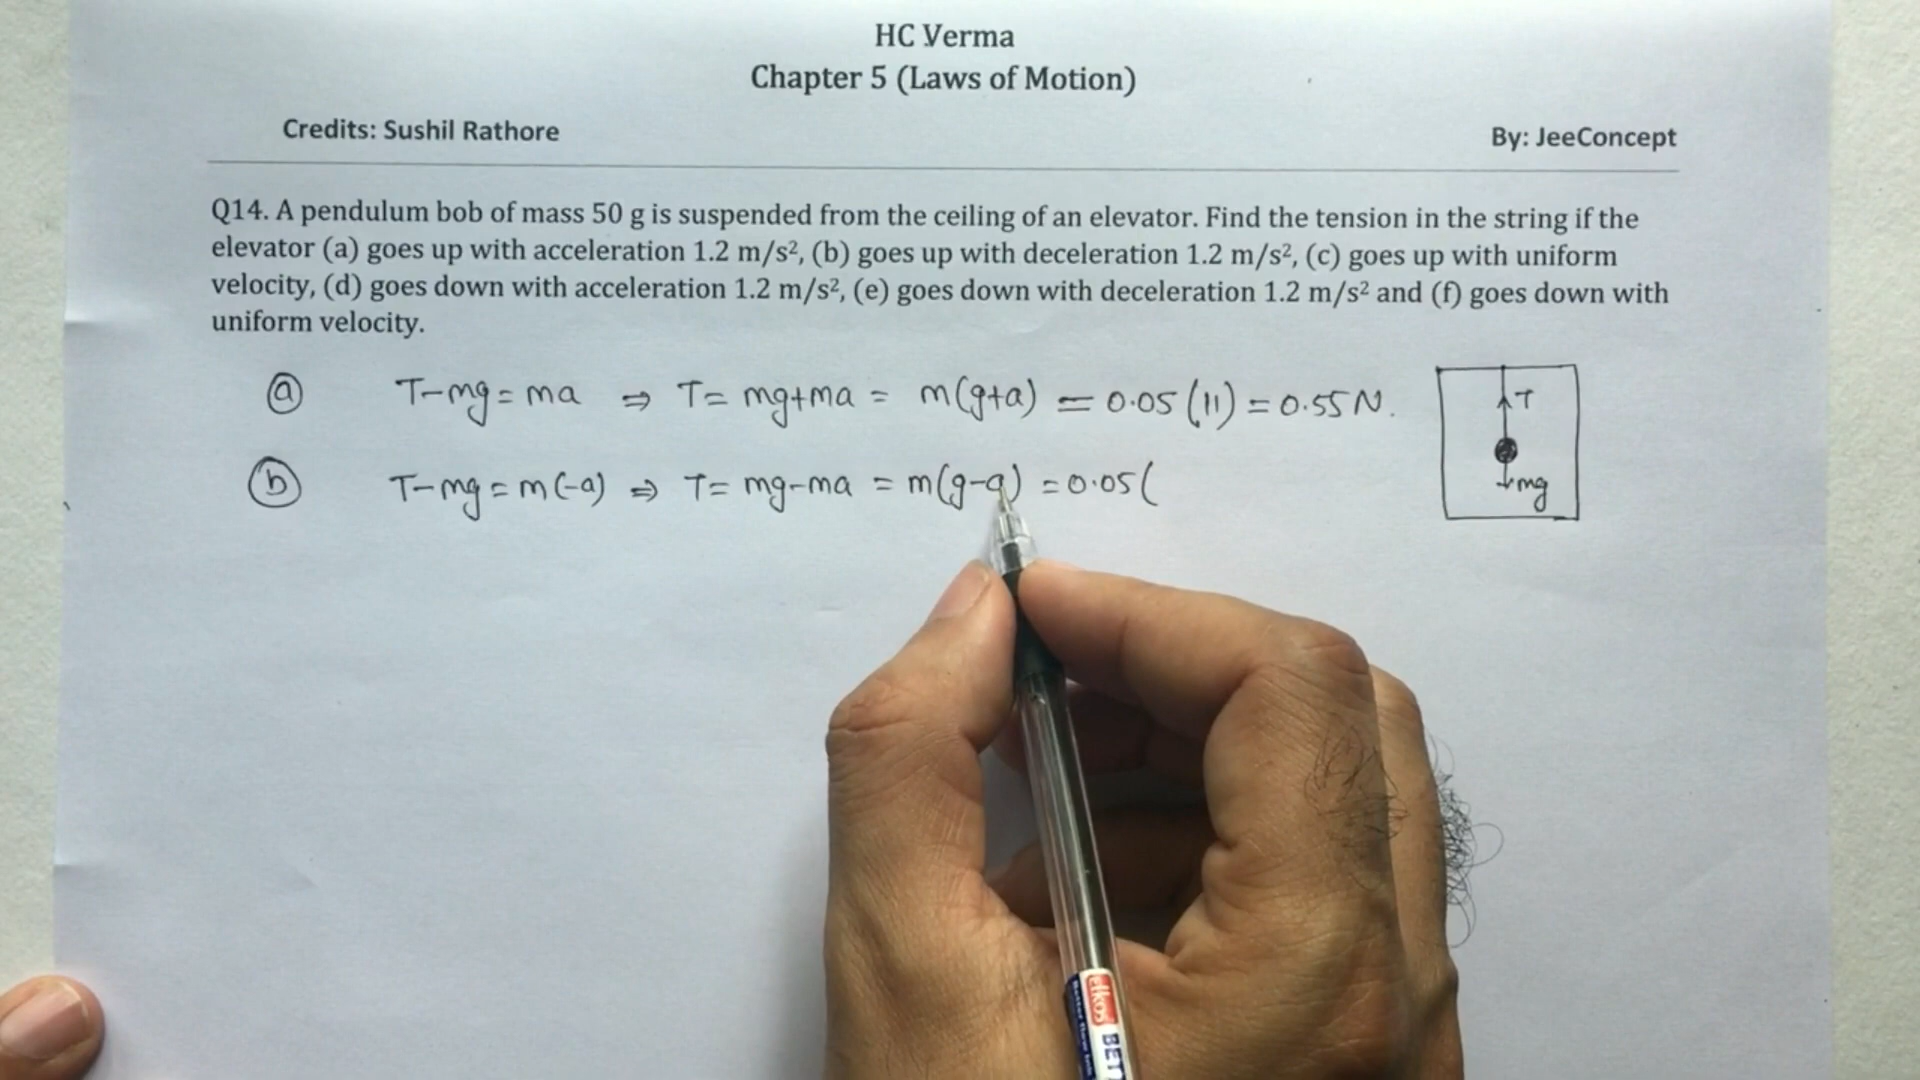 HC Verma
Chapter 5 (Laws of Motion)
Credits: Sushil Rathore
By: JeeConcept
Q14. A pendulum bob of mass 50 g is suspended from the ceiling of an elevator. Find the tension in the string if the
elevator (a) goes up with acceleration 1.2 m/s², (b) goes up with deceleration 1.2 m/s², (c) goes up with uniform
velocity, (d) goes down with acceleration 1.2 m/s², (e) goes down with deceleration 1.2 m/s² and (f) goes down with
uniform velocity.
(a) T-mg = ma ⇒ T = mg+ma = m(g+a) = 0.05 (11) = 0.55 N.
T
(b) T-mg = m(-a) ⇒ T = mg-ma = m(g-a) = 0.05 (
mg
elkos